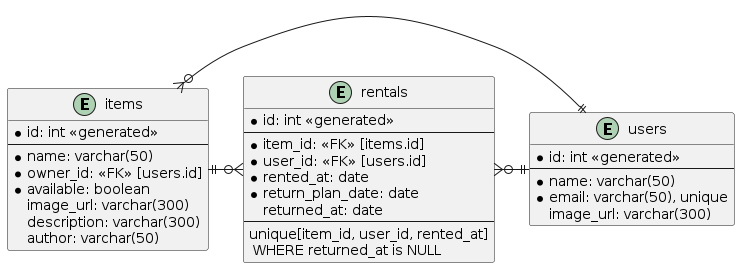 E items
* id: int «generated»
* name: varchar(50)
* owner_id: «FK» [users.id]
* available: boolean
image_url: varchar(300)
description: varchar(300)
author: varchar(50)
E rentals
* id: int «generated»
* item_id: «FK» [items.id]
* user_id: «FK» [users.id]
* rented_at: date
* return_plan_date: date
returned_at: date
unique[item_id, user_id, rented_at]
WHERE returned_at is NULL
E users
* id: int «generated»
* name: varchar(50)
* email: varchar(50), unique
image_url: varchar(300)